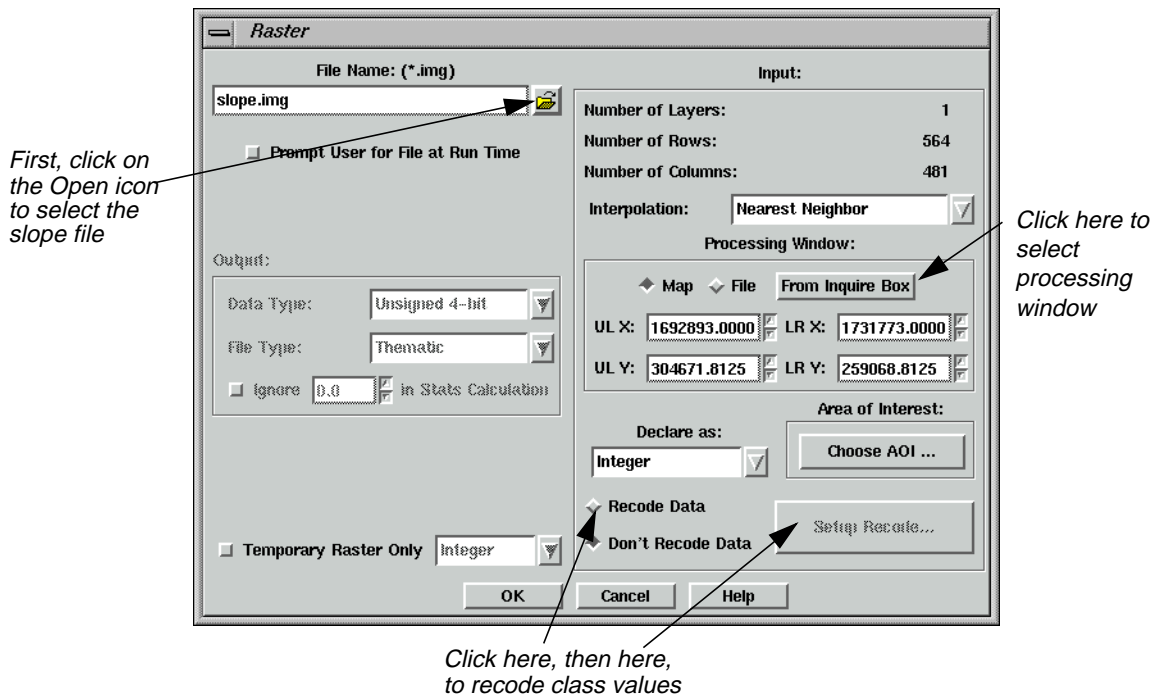 Raster
File Name: (*.img)
slope.img
Prompt User for File at Run Time
First, click on
the Open icon
to select the
slope file
Output:
Data Type: Unsigned 4-bit
File Type: Thematic
Ignore 0.0 in Stats Calculation
Temporary Raster Only Integer
Input:
Number of Layers: 1
Number of Rows: 564
Number of Columns: 481
Interpolation: Nearest Neighbor
Processing Window:
Map File From Inquire Box
UL X: 1692893.0000 LR X: 1731773.0000
UL Y: 304671.8125 LR Y: 259068.8125
Click here to
select
processing
window
Area of Interest:
Declare as:
Integer
Choose AOI ...
Recode Data
Don't Recode Data
Setup Recode...
OK Cancel Help
Click here, then here,
to recode class values